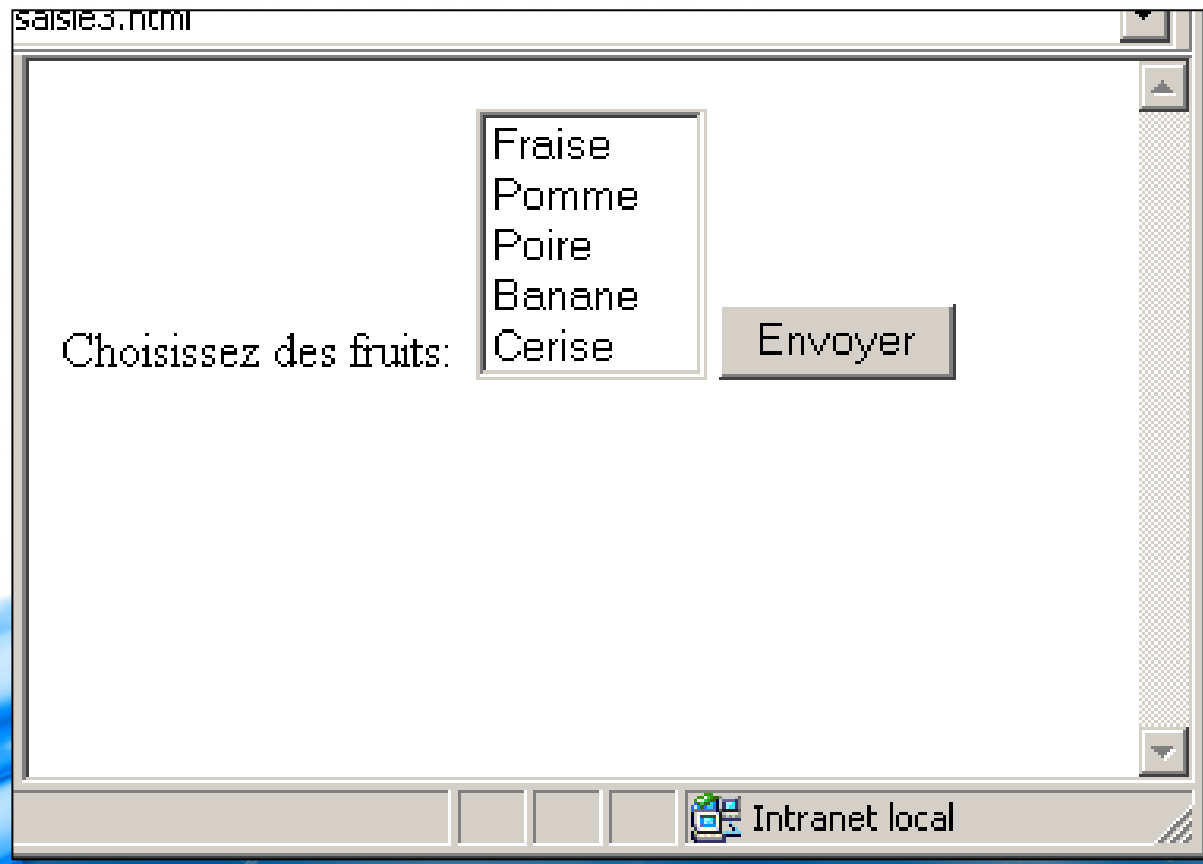 saisie3.html
Fraise
Pomme
Poire
Banane
Cerise
Choisissez des fruits:
Envoyer
Intranet local